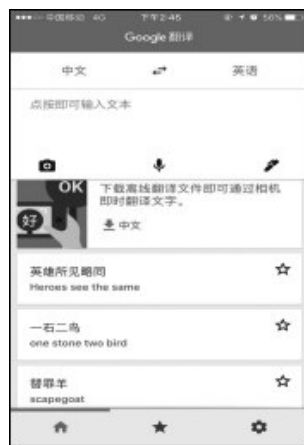 中国移动 4G 下午2:45 56%
Google 翻译
中文 英语
点按即可输入文本
OK
好
下载离线翻译文件即可通过相机
即时翻译文字。
中文
英雄所见略同
Heroes see the same
一石二鸟
one stone two bird
替罪羊
scapegoat